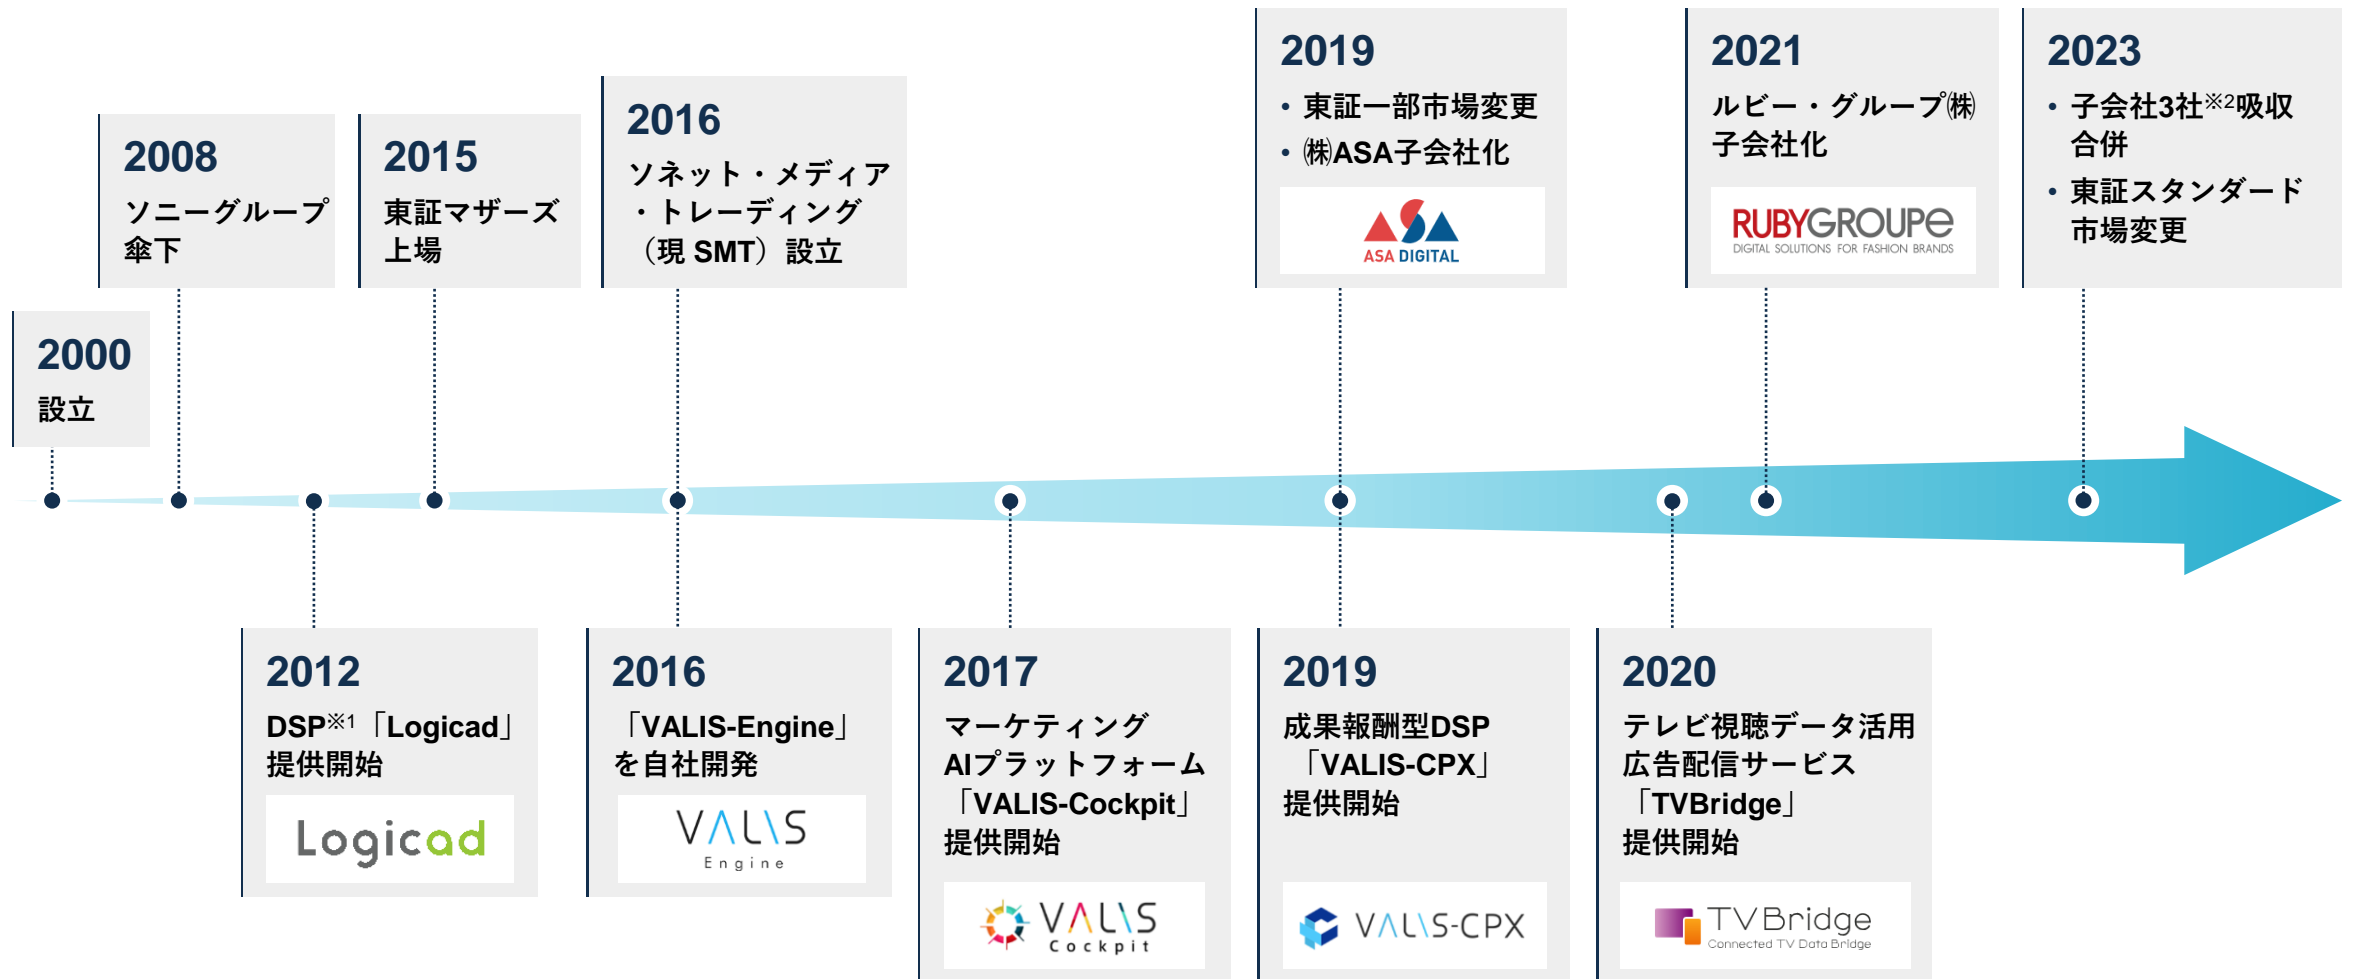 2000
設立
2008
ソニーグループ
傘下
2015
東証マザーズ
上場
2016
ソネット・メディア
・トレーディング
（現 SMT）設立
2019
• 東証一部市場変更
• ㈱ASA子会社化
ASA DIGITAL
2021
ルビー・グループ㈱
子会社化
RUBYGROUPe
DIGITAL SOLUTIONS FOR FASHION BRANDS
2023
• 子会社3社※2吸収
合併
• 東証スタンダード
市場変更
2012
DSP※1「Logicad」
提供開始
Logicad
2016
「VALIS-Engine」
を自社開発
VALIS
Engine
2017
マーケティング
AIプラットフォーム
「VALIS-Cockpit」
提供開始
VALIS
Cockpit
2019
成果報酬型DSP
「VALIS-CPX」
提供開始
VALIS-CPX
2020
テレビ視聴データ活用
広告配信サービス
「TVBridge」
提供開始
TVBridge
Connected TV Data Bridge